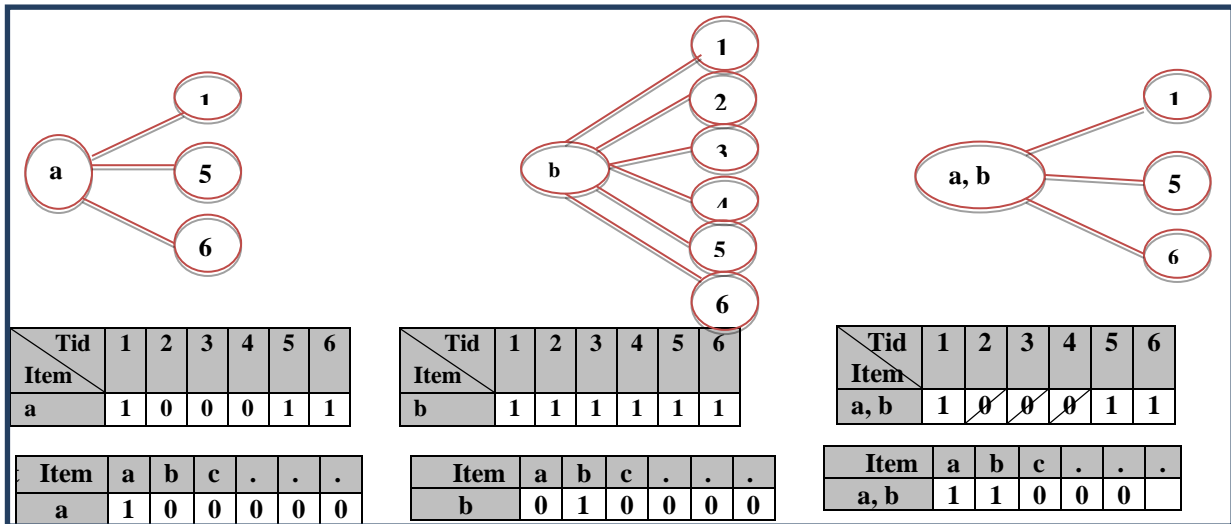 a
1
5
6
b
1
2
3
4
5
6
a, b
1
5
6
Tid 1 2 3 4 5 6
Item
a 1 0 0 0 1 1
Tid 1 2 3 4 5 6
Item
b 1 1 1 1 1 1
Tid 1 2 3 4 5 6
Item
a, b 1 0 0 0 1 1
Item a b c . . .
a 1 0 0 0 0 0
Item a b c . . .
b 0 1 0 0 0 0
Item a b c . . .
a, b 1 1 0 0 0